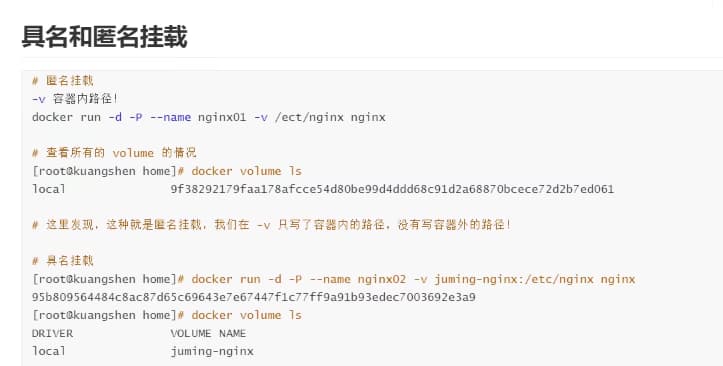 具名和匿名挂载
# 匿名挂载
-v 容器内路径!
docker run -d -P --name nginx01 -v /ect/nginx nginx
# 查看所有的 volume 的情况
[root@kuangshen home]# docker volume ls
local 9f38292179faa178afcce54d80be99d4ddd68c91d2a68870bcece72d2b7ed061
# 这里发现，这种就是匿名挂载，我们在 -v 只写了容器内的路径，没有写容器外的路径!
# 具名挂载
[root@kuangshen home]# docker run -d -P --name nginx02 -v juming-nginx:/etc/nginx nginx
95b809564484c8ac87d65c69643e7e67447f1c77ff9a91b93edec7003692e3a9
[root@kuangshen home]# docker volume ls
DRIVER VOLUME NAME
local juming-nginx